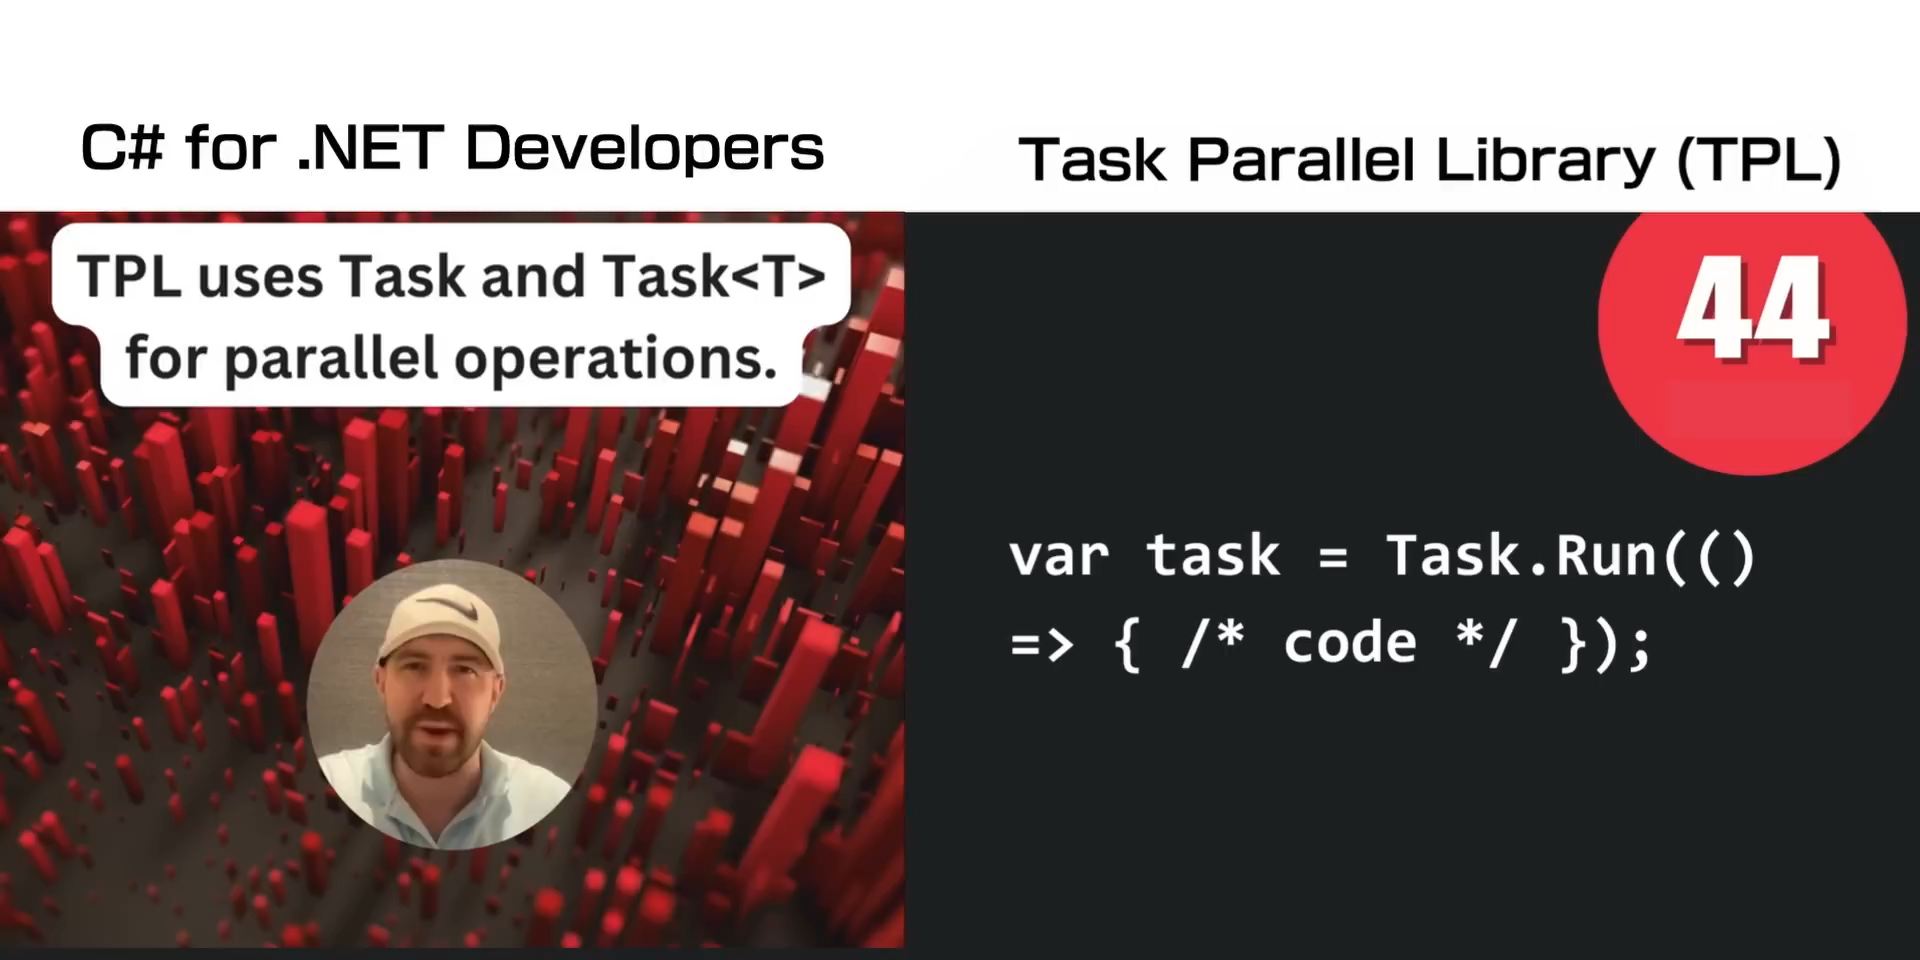 C# for .NET Developers
TPL uses Task and Task<T>
for parallel operations.
Task Parallel Library (TPL)
44
var task = Task.Run(()
=> { /* code */ });